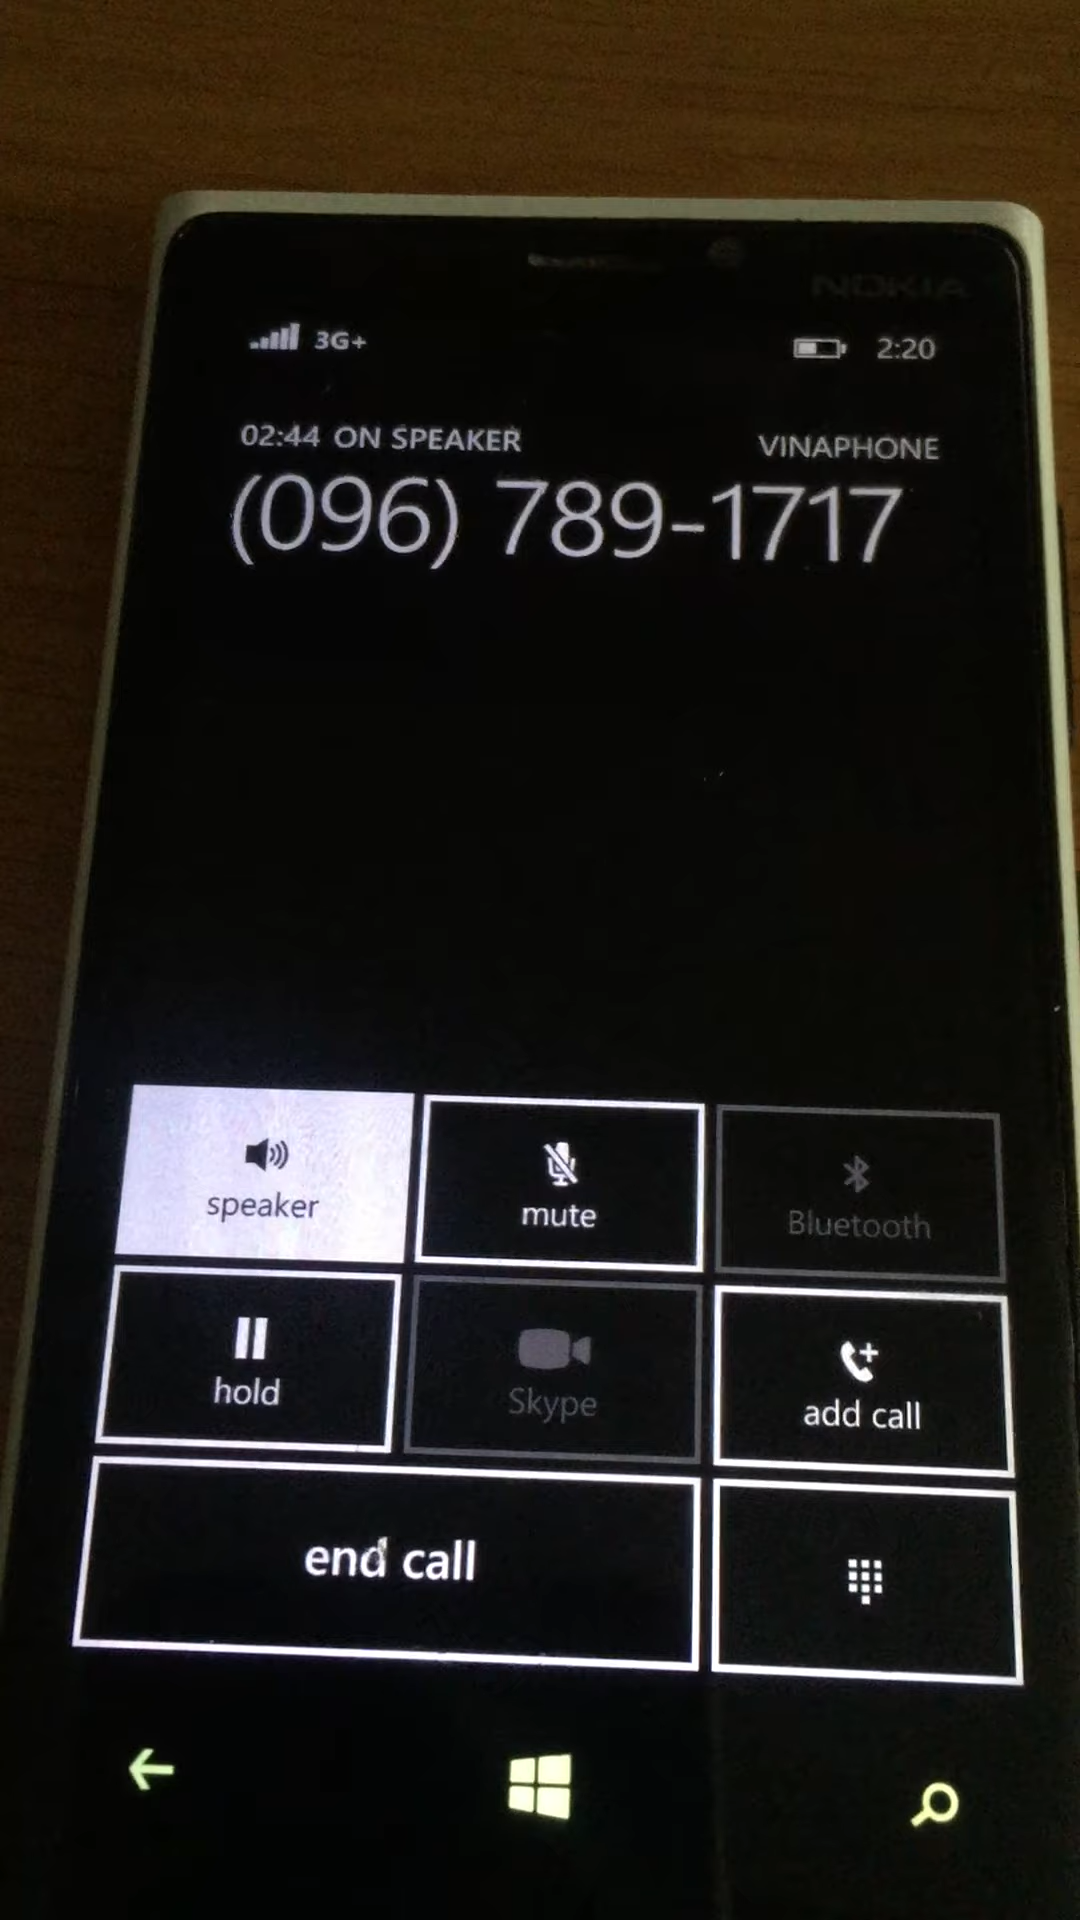 NOKIA
3G+ 2:20
02:44 ON SPEAKER VINAPHONE
(096) 789-1717
speaker
mute
Bluetooth
hold
Skype
add call
end call